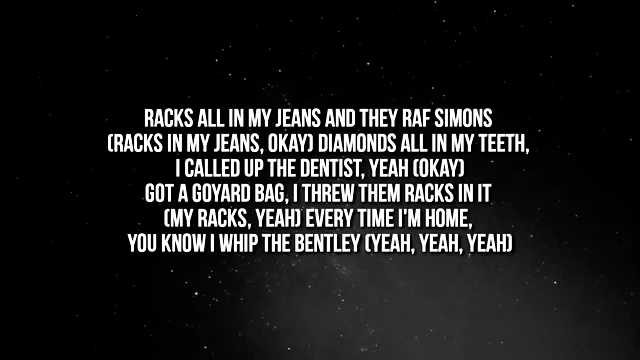 RACKS ALL IN MY JEANS AND THEY RAF SIMONS
(RACKS IN MY JEANS, OKAY) DIAMONDS ALL IN MY TEETH,
I CALLED UP THE DENTIST, YEAH (OKAY)
GOT A GOYARD BAG, I THREW THEM RACKS IN IT
(MY RACKS, YEAH) EVERY TIME I'M HOME,
YOU KNOW I WHIP THE BENTLEY (YEAH, YEAH, YEAH)